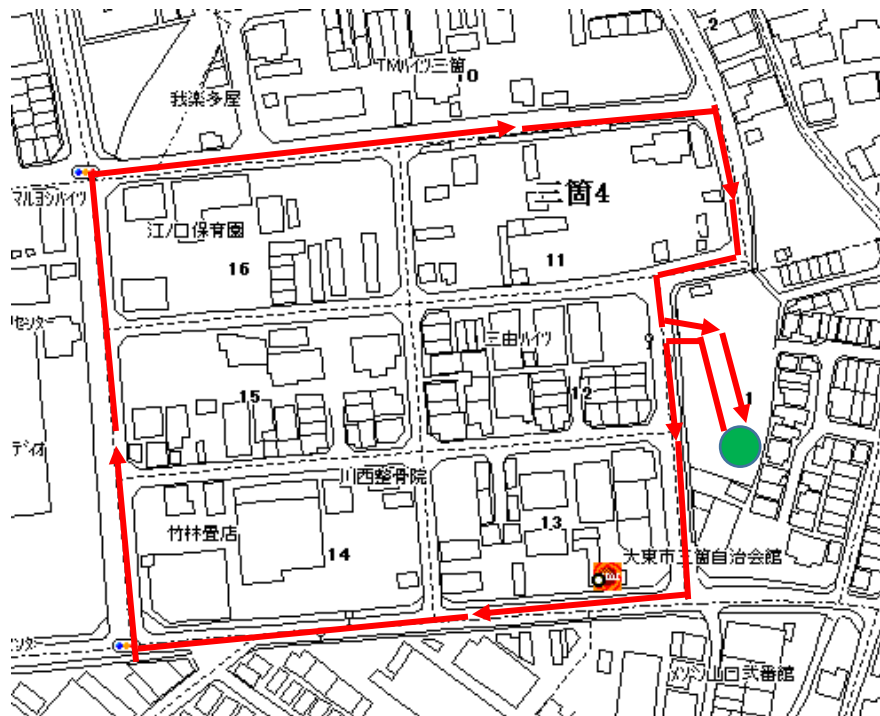 2
TMハイツ三箇
10
我楽多屋
マルヨシハイツ
三箇4
江ノ口保育園
16
11
センター
三由ハイツ
15
12
1
ディオ
川西整骨院
竹林畳店
13
14
大東市三箇自治会館
ンター
メゾン山口弐番館